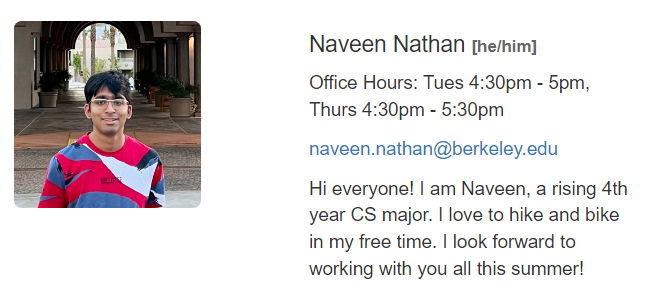 Naveen Nathan [he/him]
Office Hours: Tues 4:30pm - 5pm,
Thurs 4:30pm - 5:30pm
naveen.nathan@berkeley.edu
Hi everyone! I am Naveen, a rising 4th
year CS major. I love to hike and bike
in my free time. I look forward to
working with you all this summer!